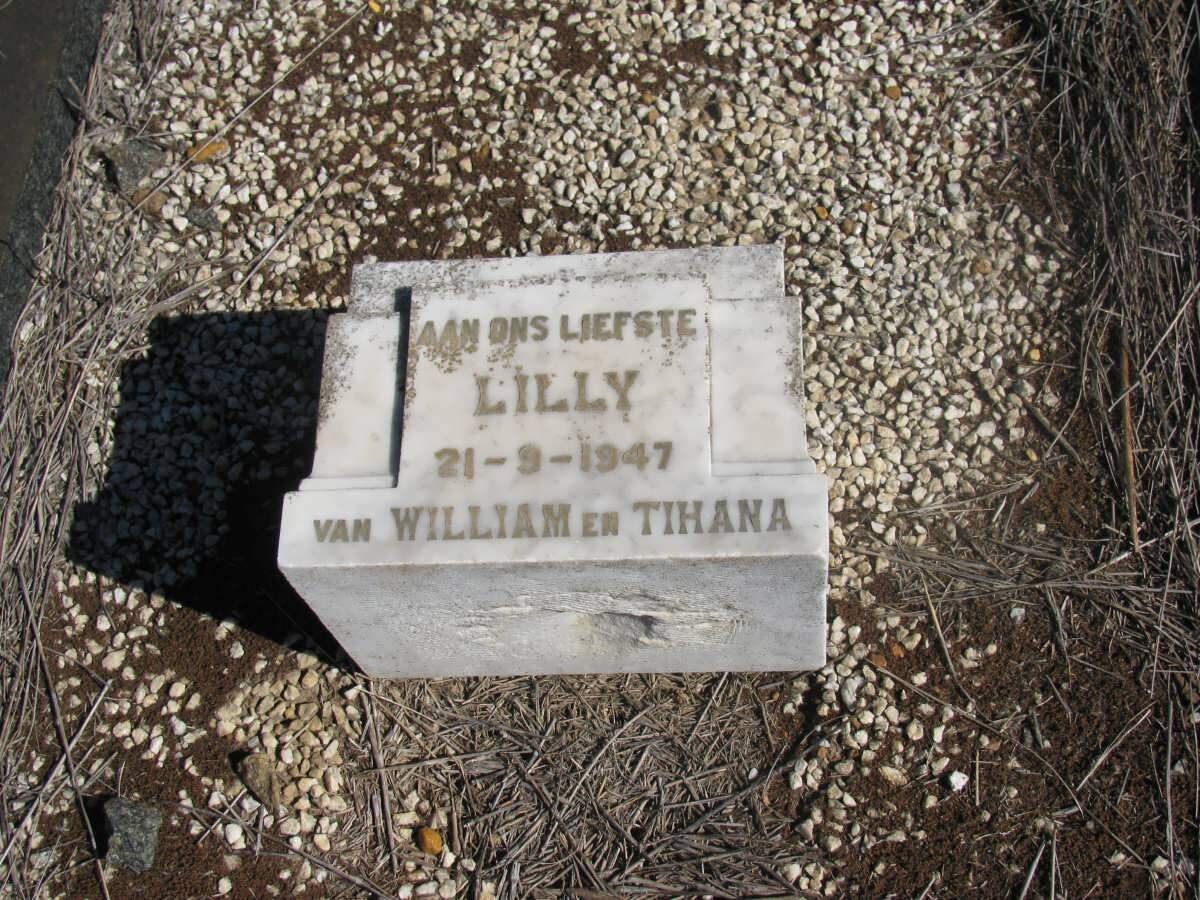 AAN ONS LIEFSTE
LILLY
21-9-1947
VAN WILLIAM EN TIHANA